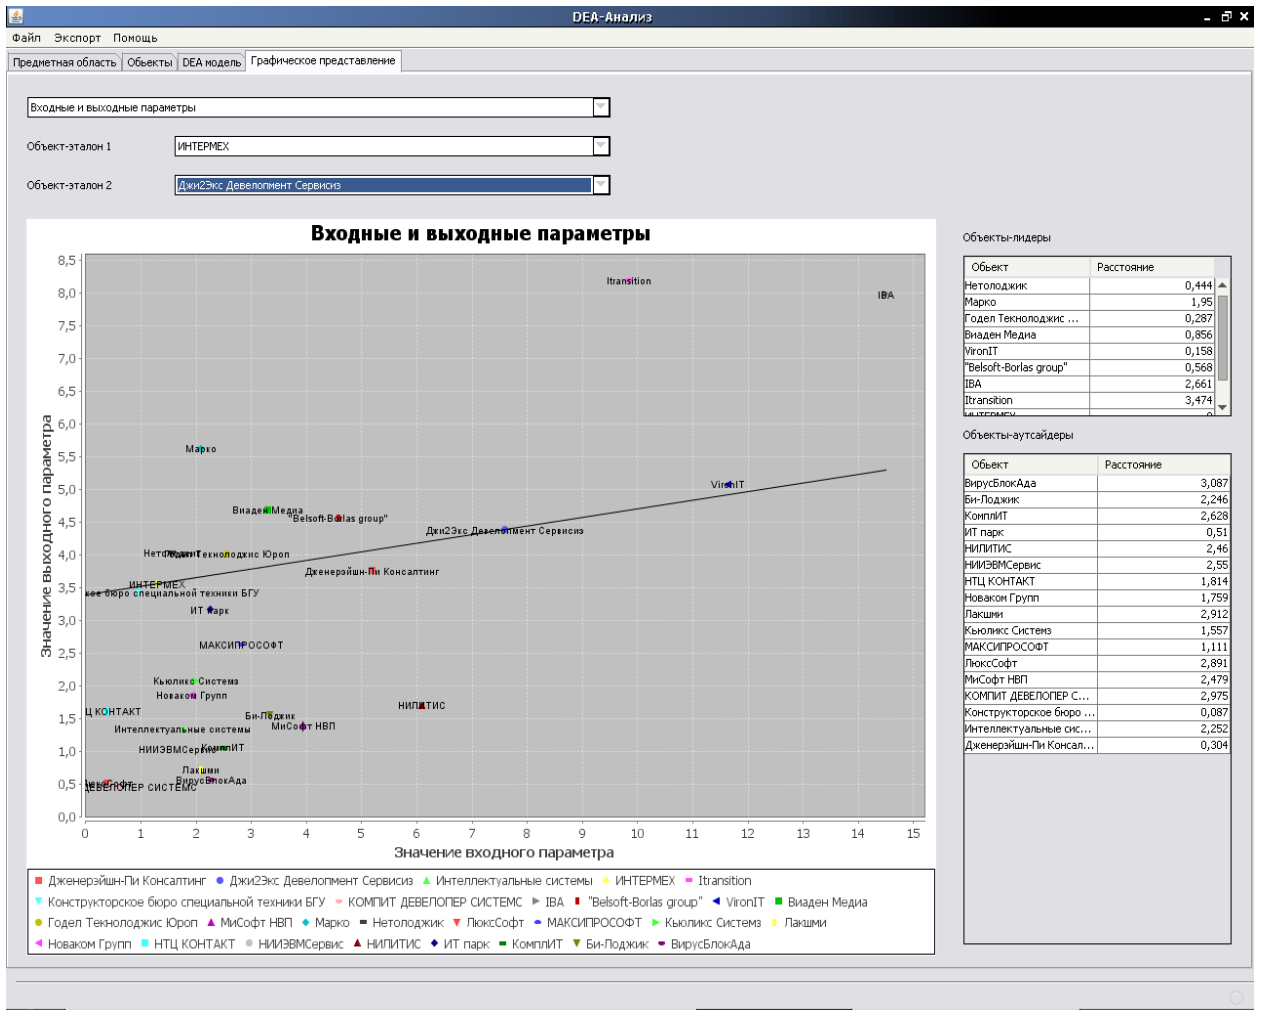 DEA-Анализ
Файл Экспорт Помощь
Предметная область Обьекты DEA модель Графическое представление
Входные и выходные параметры
Объект-эталон 1 ИНТЕРМЕХ
Объект-эталон 2 Джи2Экс Девелопмент Сервисиз
Входные и выходные параметры
8,5
8,0
7,5
7,0
6,5
6,0
5,5
5,0
4,5
4,0
3,5
3,0
2,5
2,0
1,5
1,0
0,5
0,0
Значение выходного параметра
Itransition
IBA
Марко
VironIT
Виаден Медиа
"Belsoft-Borlas group"
Джи2Экс Девелопмент Сервисиз
Текнолоджис Юроп
Дженерэйшн-Пи Консалтинг
ИНТЕРМЕХ
кое бюро специальной техники БГУ
ИТ парк
МАКСИПРОСОФТ
Кьюликс Системз
Новаком Групп
НИЛИТИС
Ц КОНТАКТ
Би-Лоджик
МиСофт НВП
Интеллектуальные системы
НИИЭВМСервис
КомплИТ
Лакшми
ВирусБлокАда
ДЕВЕЛОПЕР СИСТЕМС
0 1 2 3 4 5 6 7 8 9 10 11 12 13 14 15
Значение входного параметра
Дженерэйшн-Пи Консалтинг Джи2Экс Девелопмент Сервисиз Интеллектуальные системы ИНТЕРМЕХ Itransition
Конструкторское бюро специальной техники БГУ КОМПИТ ДЕВЕЛОПЕР СИСТЕМС IBA "Belsoft-Borlas group" VironIT Виаден Медиа
Годел Текнолоджис Юроп МиСофт НВП Марко Нетолоджик ЛюксСофт МАКСИПРОСОФТ Кьюликс Системз Лакшми
Новаком Групп НТЦ КОНТАКТ НИИЭВМСервис НИЛИТИС ИТ парк КомплИТ Би-Лоджик ВирусБлокАда
Объекты-лидеры
Объект Расстояние
Нетолоджик 0,444
Марко 1,95
Годел Текнолоджис ... 0,287
Виаден Медиа 0,856
VironIT 0,158
"Belsoft-Borlas group" 0,568
IBA 2,661
Itransition 3,474
ИНТЕРМЕХ 0
Объекты-аутсайдеры
Объект Расстояние
ВирусБлокАда 3,087
Би-Лоджик 2,246
КомплИТ 2,628
ИТ парк 0,51
НИЛИТИС 2,46
НИИЭВМСервис 2,55
НТЦ КОНТАКТ 1,814
Новаком Групп 1,759
Лакшми 2,912
Кьюликс Системз 1,557
МАКСИПРОСОФТ 1,111
ЛюксСофт 2,891
МиСофт НВП 2,479
КОМПИТ ДЕВЕЛОПЕР С... 2,975
Конструкторское бюро ... 0,087
Интеллектуальные сис... 2,252
Дженерэйшн-Пи Консал... 0,304